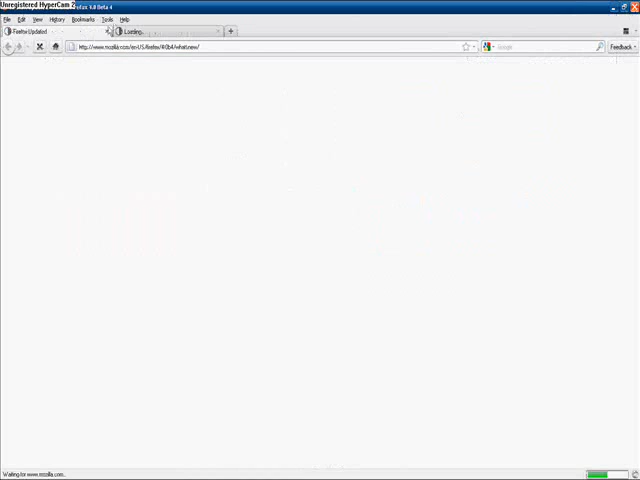 Unregistered HyperCam 2
Firefox 4.0 Beta 4
File Edit View History Bookmarks Tools Help
Firefox Updated
Loading...
http://www.mozilla.com/en-US/firefox/4.0b4/whatsnew/
Google
Feedback
Waiting for www.mozilla.com...